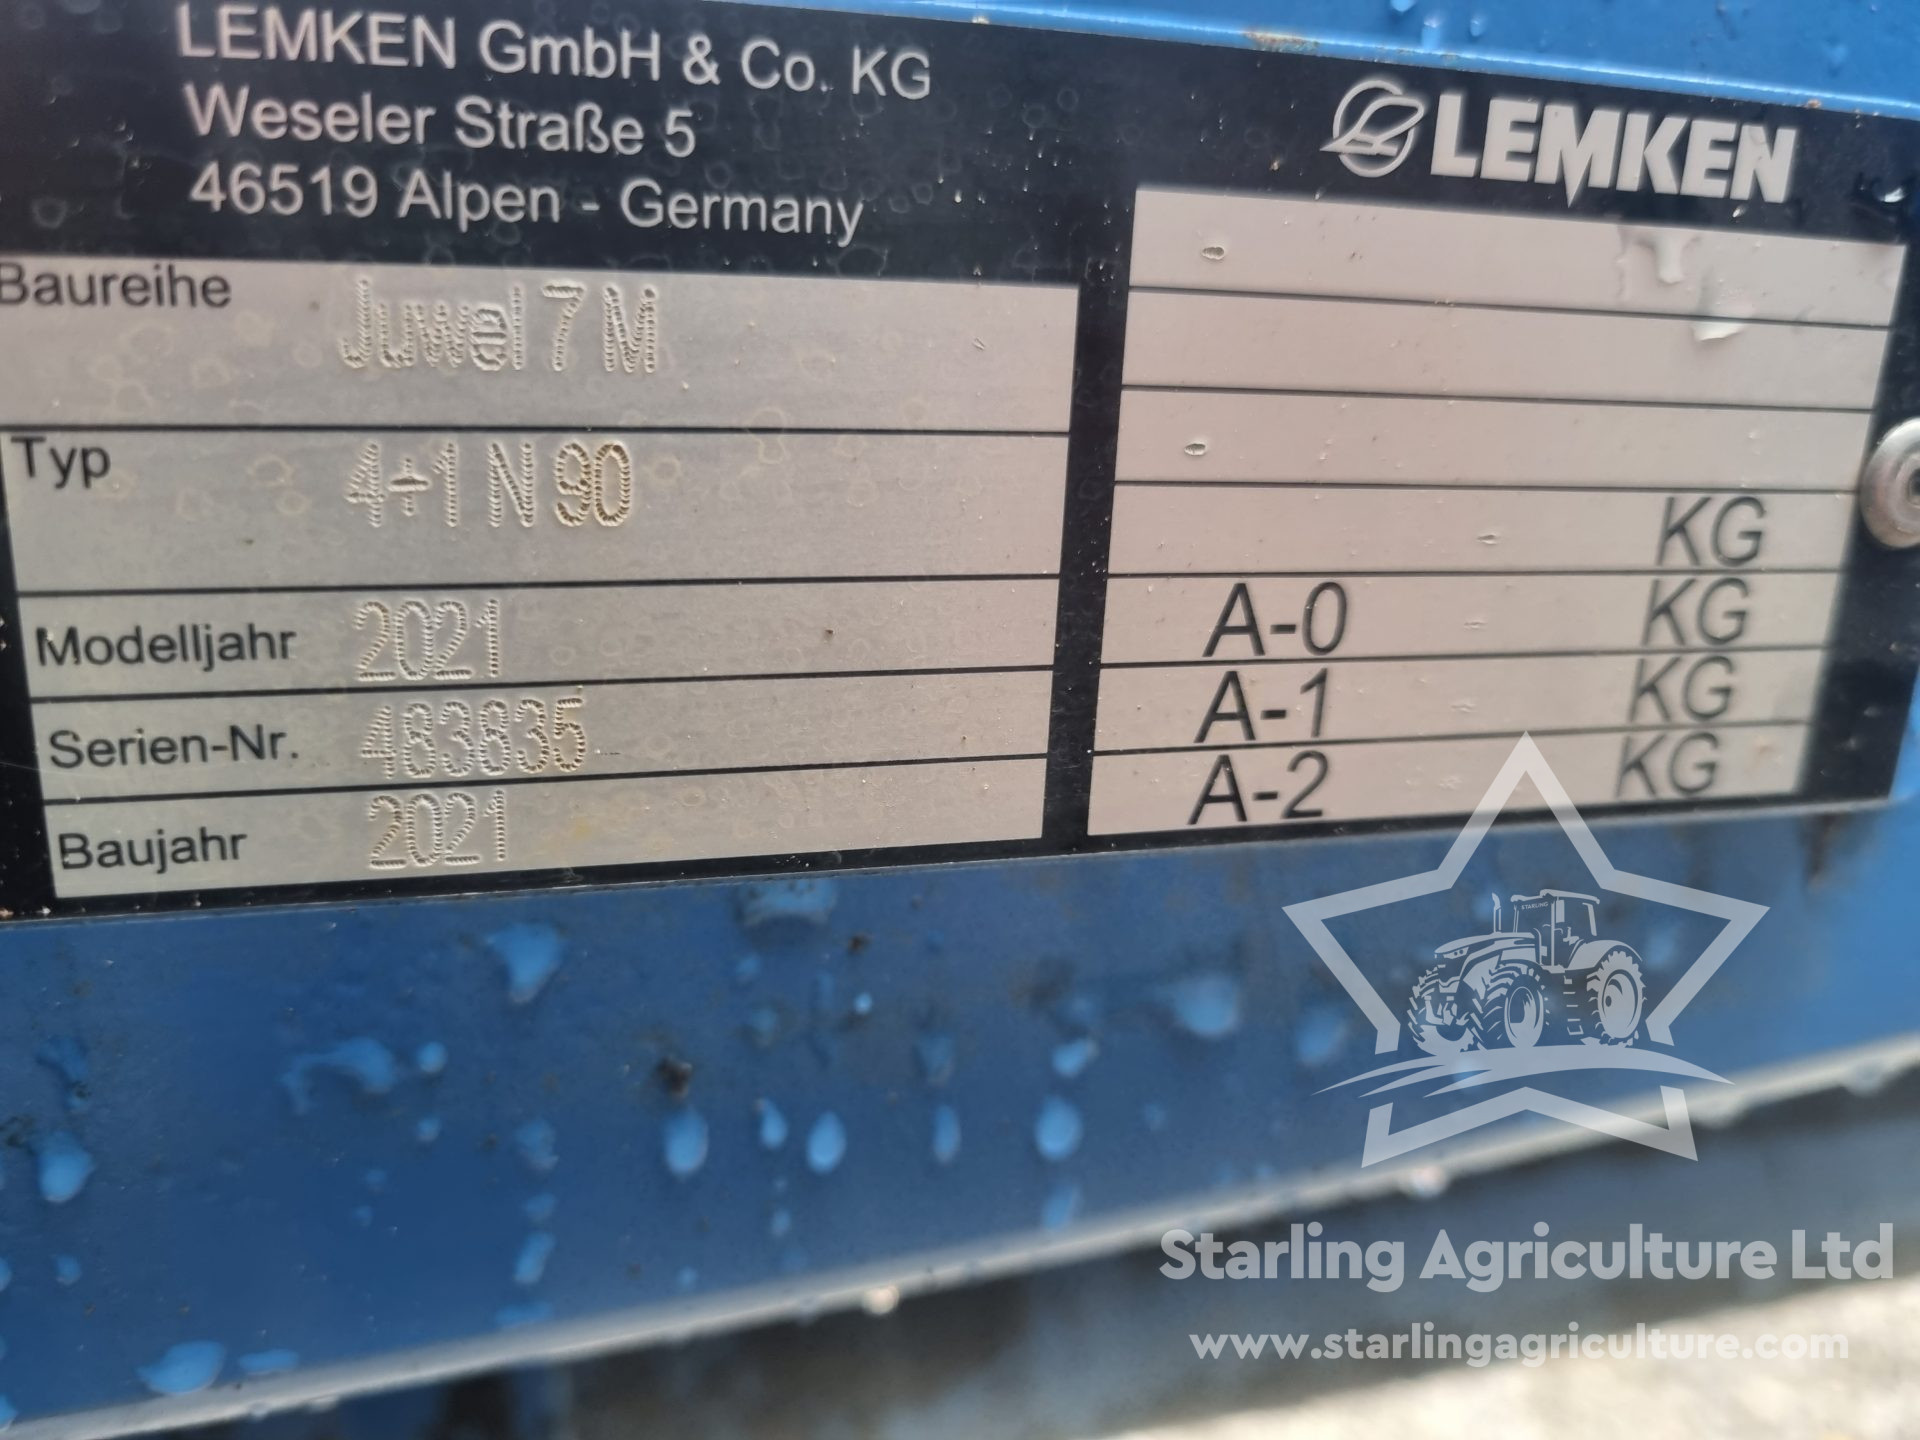 LEMKEN GmbH & Co. KG
Weseler Straße 5
46519 Alpen - Germany
LEMKEN
Baureihe Juwel 7 M
Typ 4+1 N 90
Modelljahr 2021
Serien-Nr. 483835
Baujahr 2021
KG
A-0 KG
A-1 KG
A-2 KG
STARLING
Starling Agriculture Ltd
www.starlingagriculture.com